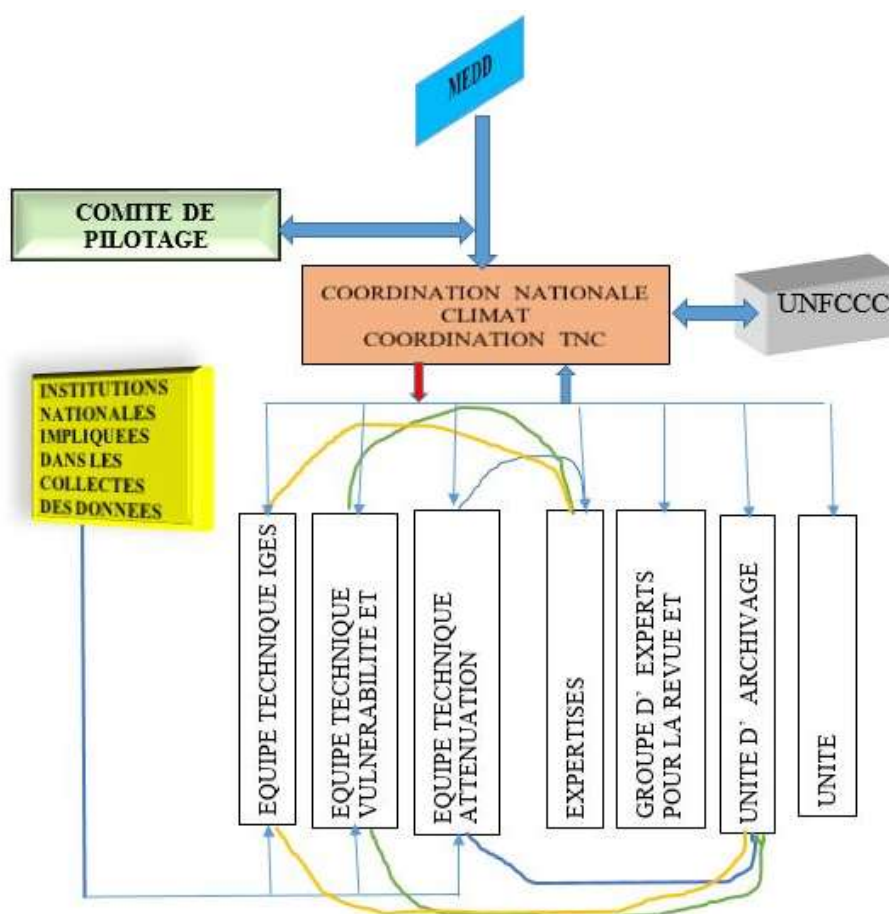 MEDD
COMITE DE
PILOTAGE
COORDINATION NATIONALE
CLIMAT
COORDINATION TNC
UNFCCC
INSTITUTIONS
NATIONALES
IMPLIQUEES
DANS LES
COLLECTES
DES DONNEES
EQUIPE TECHNIQUE IGES
EQUIPE TECHNIQUE
VULNERABILITE ET
EQUIPE TECHNIQUE
ATTENUATION
EXPERTISES
GROUPE D' EXPERTS
POUR LA REVUE ET
UNITE D' ARCHIVAGE
UNITE